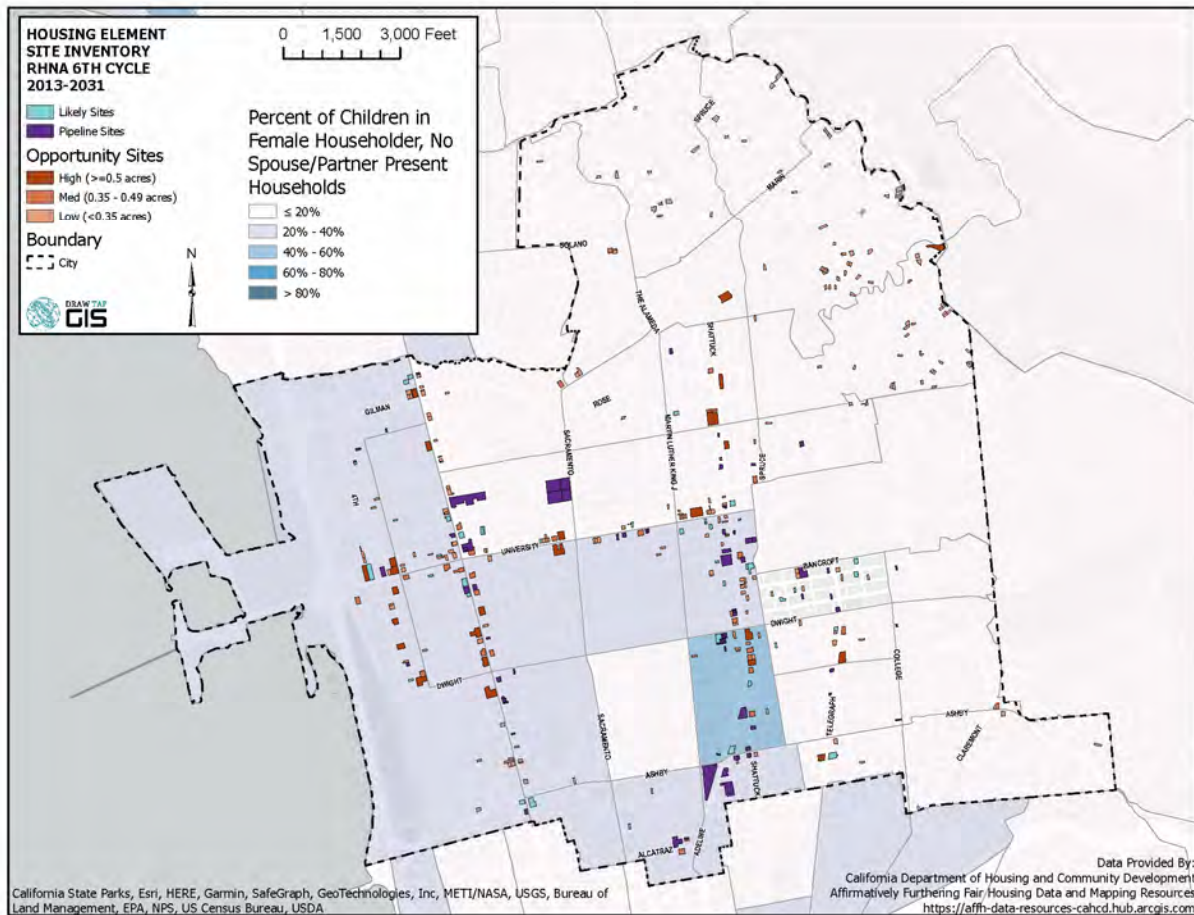 HOUSING ELEMENT
SITE INVENTORY
RHNA 6TH CYCLE
2013-2031
Likely Sites
Pipeline Sites
Opportunity Sites
High (>=0.5 acres)
Med (0.35 - 0.49 acres)
Low (<0.35 acres)
Boundary
City
DRAW TAP
GIS
0 1,500 3,000 Feet
Percent of Children in
Female Householder, No
Spouse/Partner Present
Households
≤ 20%
20% - 40%
40% - 60%
60% - 80%
> 80%
N
SPRUCE
MARIN
SOLANO
THE ALAMEDA
SHATTUCK
GILMAN
ROSE
SACRAMENTO
MARTIN LUTHER KING J
SPRUCE
4TH
UNIVERSITY
BANCROFT
DWIGHT
DWIGHT
COLLEGE
SACRAMENTO
TELEGRAPH
ASHBY
CLAREMONT
ASHBY
SHATTUCK
ADELINE
ALCATRAZ
California State Parks, Esri, HERE, Garmin, SafeGraph, GeoTechnologies, Inc, METI/NASA, USGS, Bureau of
Land Management, EPA, NPS, US Census Bureau, USDA
Data Provided By:
California Department of Housing and Community Development
Affirmatively Furthering Fair Housing Data and Mapping Resources
https://affh-data-resources-cahcd.hub.arcgis.com